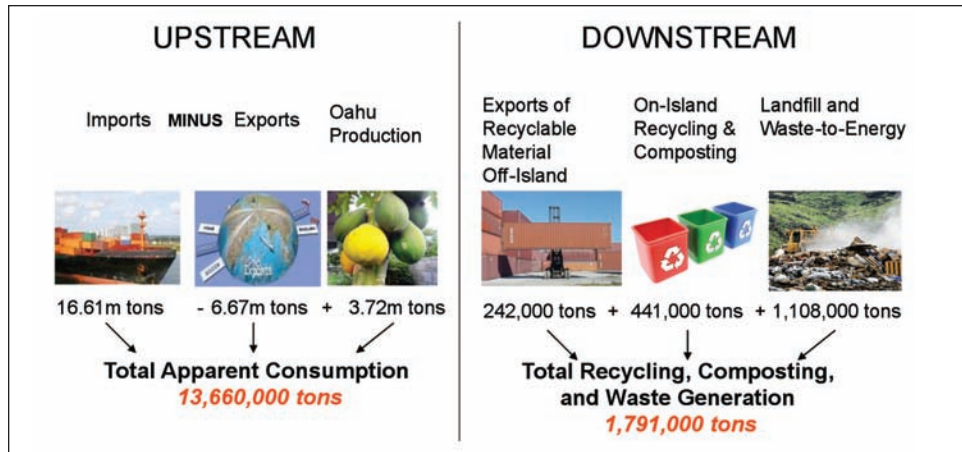 UPSTREAM
Imports MINUS Exports
Oahu
Production
16.61m tons - 6.67m tons + 3.72m tons
Total Apparent Consumption
13,660,000 tons
DOWNSTREAM
Exports of
Recyclable
Material
Off-Island
On-Island
Recycling &
Composting
Landfill and
Waste-to-Energy
242,000 tons + 441,000 tons + 1,108,000 tons
Total Recycling, Composting,
and Waste Generation
1,791,000 tons